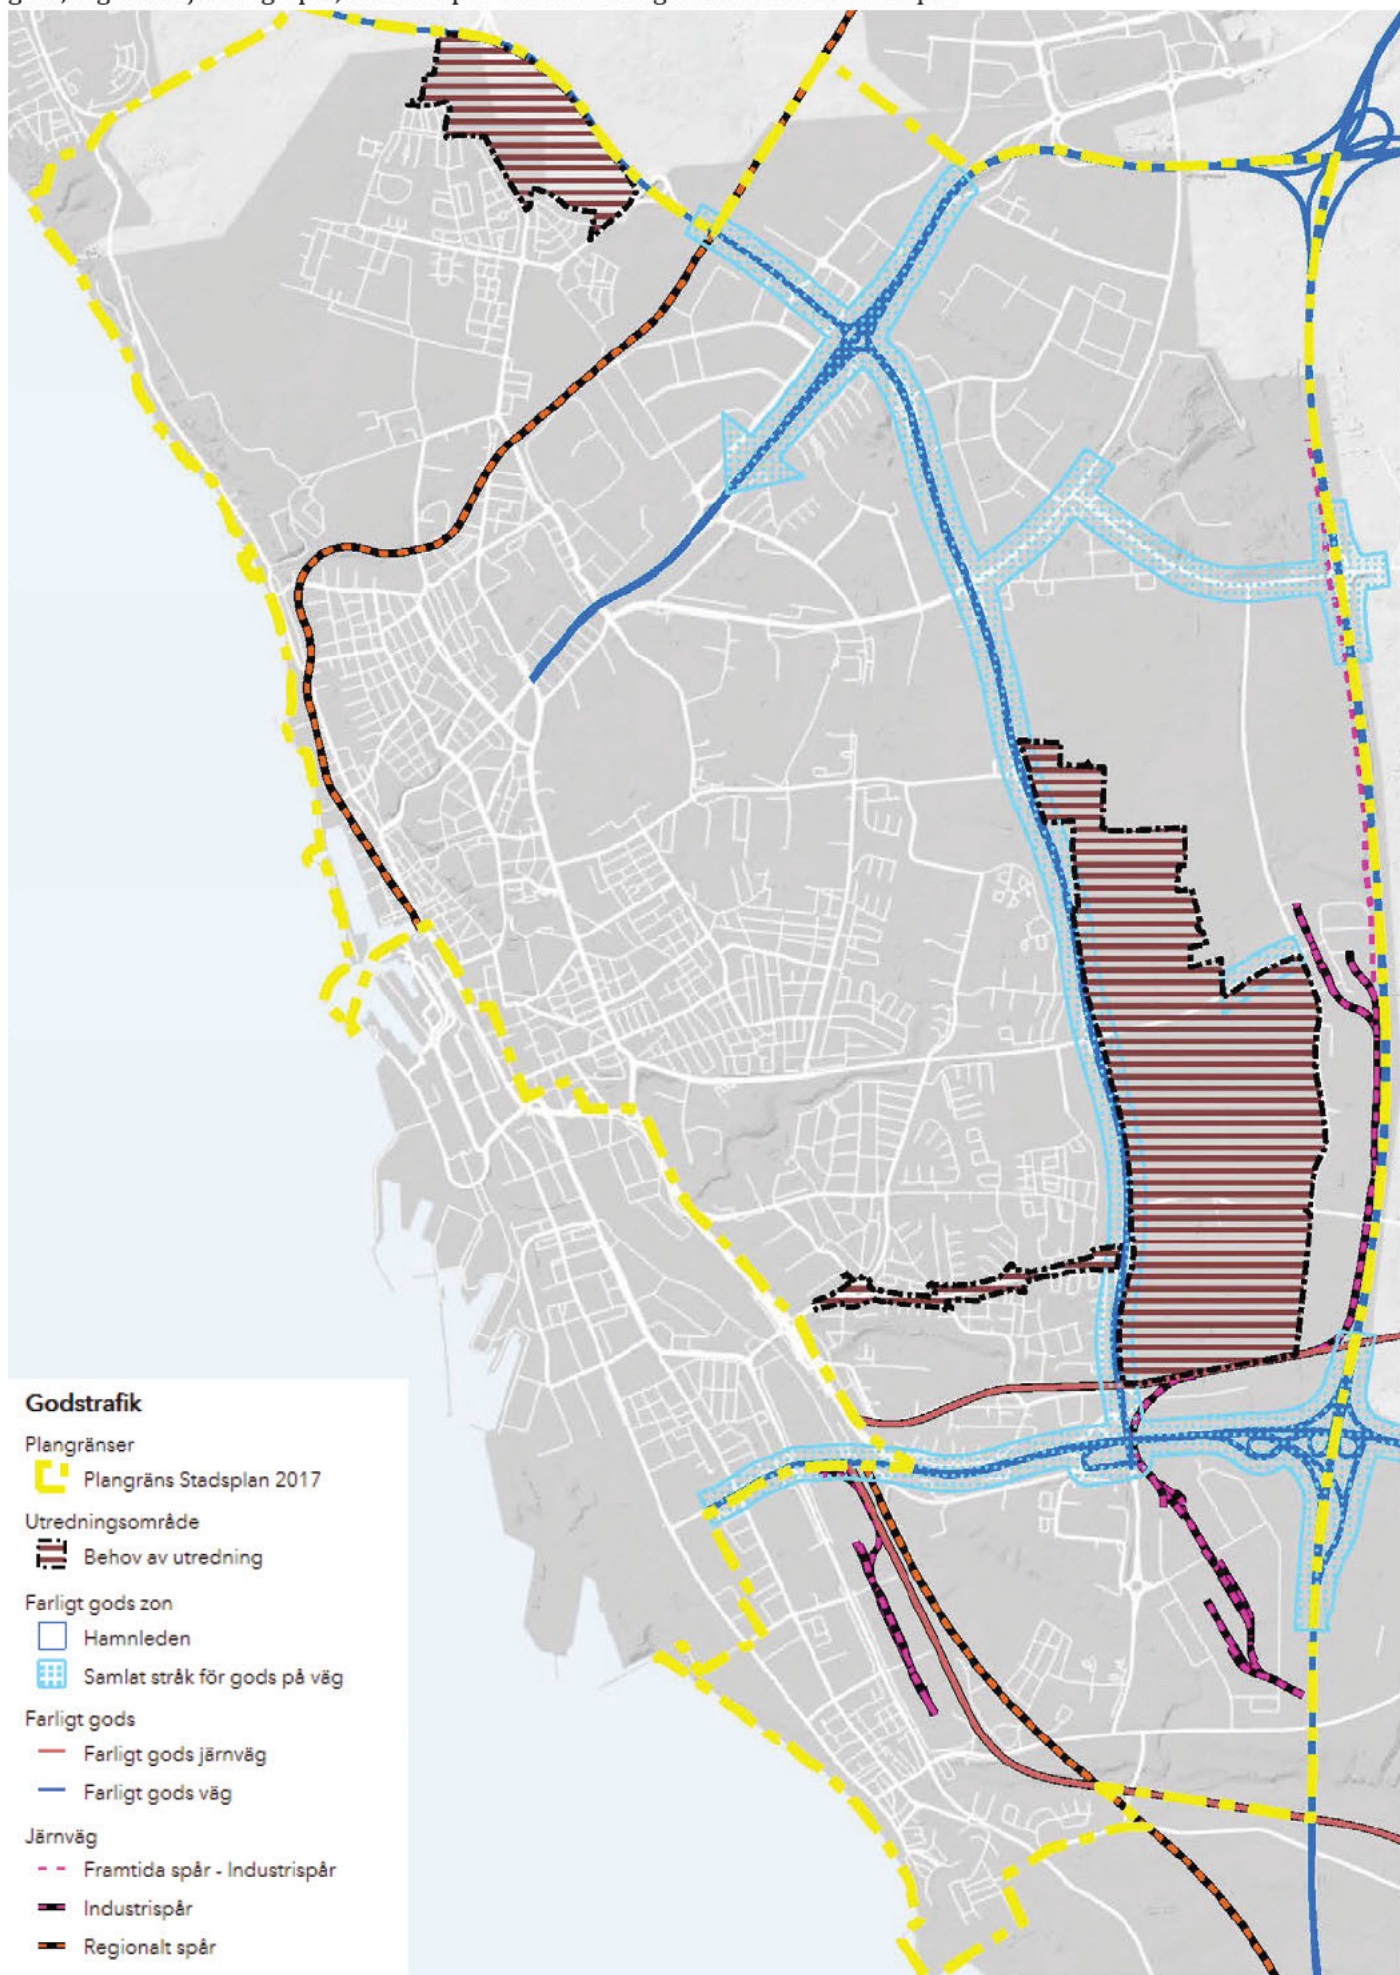 Godstrafik
Plangränser
Plangräns Stadsplan 2017
Utredningsområde
Behov av utredning
Farligt gods zon
Hamnleden
Samlat stråk för gods på väg
Farligt gods
Farligt gods järnväg
Farligt gods väg
Järnväg
Framtida spår - Industrispår
Industrispår
Regionalt spår